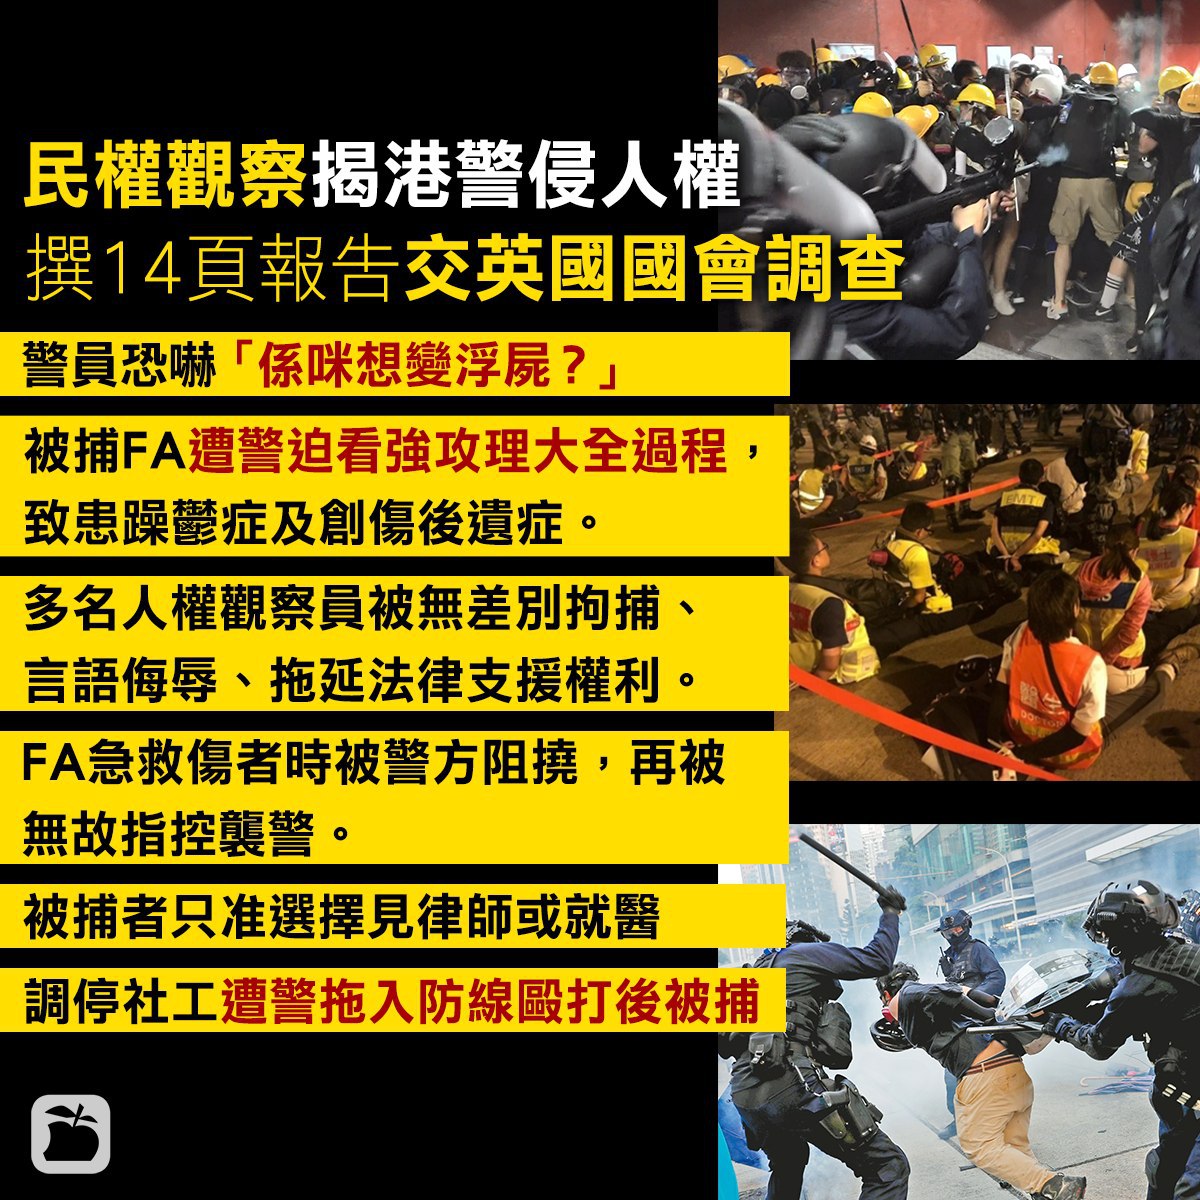 民權觀察揭港警侵人權
撰14頁報告交英國國會調查
警員恐嚇「係咪想變浮屍？」
被捕FA遭警迫看強攻理大全過程，
致患躁鬱症及創傷後遺症。
多名人權觀察員被無差別拘捕、
言語侮辱、拖延法律支援權利。
FA急救傷者時被警方阻撓，再被
無故指控襲警。
被捕者只准選擇見律師或就醫
調停社工遭警拖入防線毆打後被捕
EMT
DOCTOR